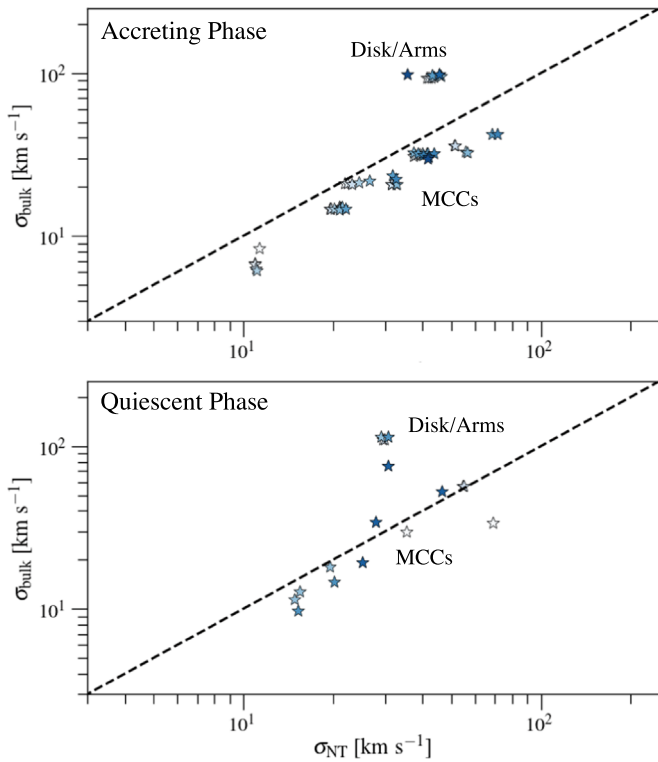 Accreting Phase
Disk/Arms
MCCs
σbulk [km s⁻¹]
10²
10¹
10¹
10²
Quiescent Phase
Disk/Arms
MCCs
σbulk [km s⁻¹]
10²
10¹
10¹
10²
σNT [km s⁻¹]